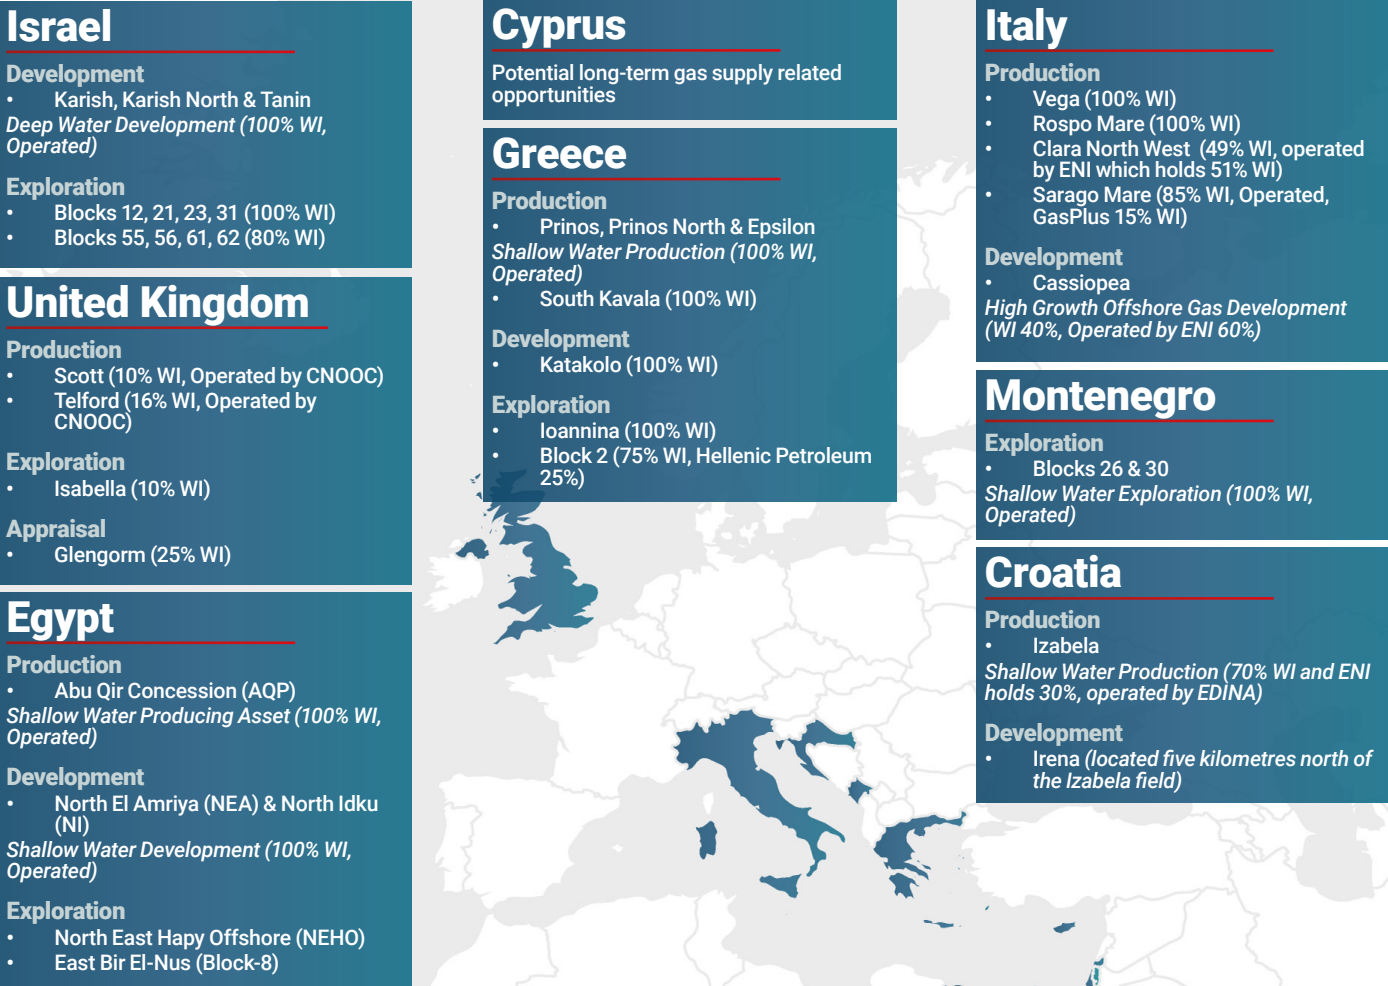 Israel
Development
• Karish, Karish North & Tanin
Deep Water Development (100% WI,
Operated)
Exploration
• Blocks 12, 21, 23, 31 (100% WI)
• Blocks 55, 56, 61, 62 (80% WI)
United Kingdom
Production
• Scott (10% WI, Operated by CNOOC)
• Telford (16% WI, Operated by
CNOOC)
Exploration
• Isabella (10% WI)
Appraisal
• Glengorm (25% WI)
Egypt
Production
• Abu Qir Concession (AQP)
Shallow Water Producing Asset (100% WI,
Operated)
Development
• North El Amriya (NEA) & North Idku
(NI)
Shallow Water Development (100% WI,
Operated)
Exploration
• North East Hapy Offshore (NEHO)
• East Bir El-Nus (Block-8)
Cyprus
Potential long-term gas supply related
opportunities
Greece
Production
• Prinos, Prinos North & Epsilon
Shallow Water Production (100% WI,
Operated)
• South Kavala (100% WI)
Development
• Katakolo (100% WI)
Exploration
• Ioannina (100% WI)
• Block 2 (75% WI, Hellenic Petroleum
25%)
Italy
Production
• Vega (100% WI)
• Rospo Mare (100% WI)
• Clara North West (49% WI, operated
by ENI which holds 51% WI)
• Sarago Mare (85% WI, Operated,
GasPlus 15% WI)
Development
• Cassiopea
High Growth Offshore Gas Development
(WI 40%, Operated by ENI 60%)
Montenegro
Exploration
• Blocks 26 & 30
Shallow Water Exploration (100% WI,
Operated)
Croatia
Production
• Izabela
Shallow Water Production (70% WI and ENI
holds 30%, operated by EDINA)
Development
• Irena (located five kilometres north of
the Izabela field)